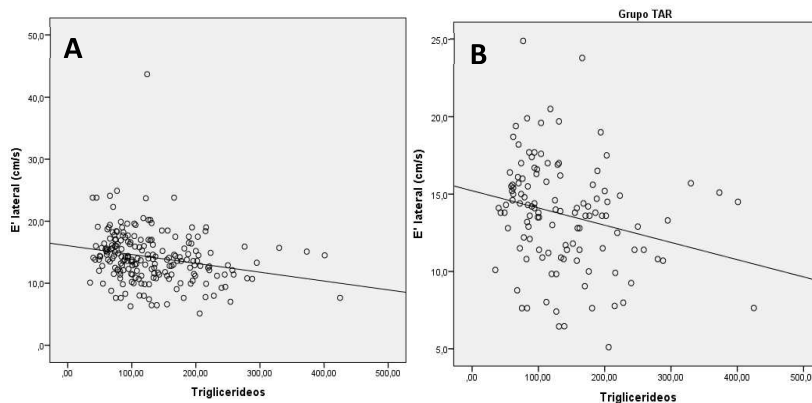 A
50,0
40,0
30,0
20,0
10,0
,0
E' lateral (cm/s)
,00 100,00 200,00 300,00 400,00 500,00
Triglicerideos
Grupo TAR
B
25,0
20,0
15,0
10,0
5,0
E' lateral (cm/s)
,00 100,00 200,00 300,00 400,00 500,0
Triglicerideos